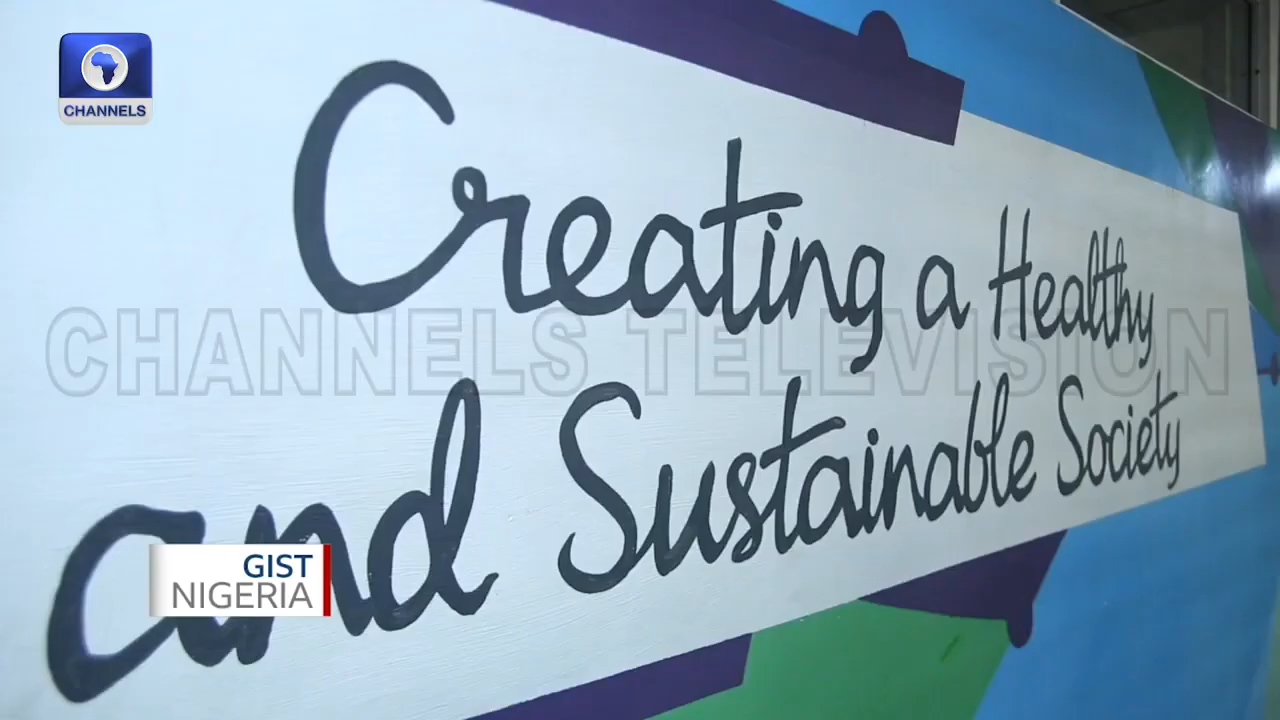 CHANNELS
Creating a Healthy
CHANNELS TELEVISION
and Sustainable Society
GIST
NIGERIA